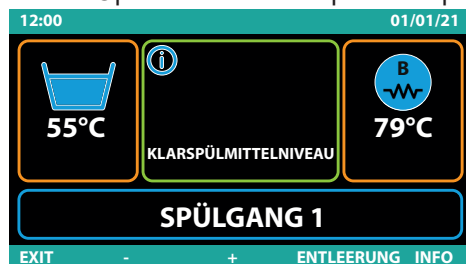 12:00 01/01/21
B
55°C
79°C
KLARSPÜLMITTELNIVEAU
SPÜLGANG 1
EXIT - + ENTLEERUNG INFO